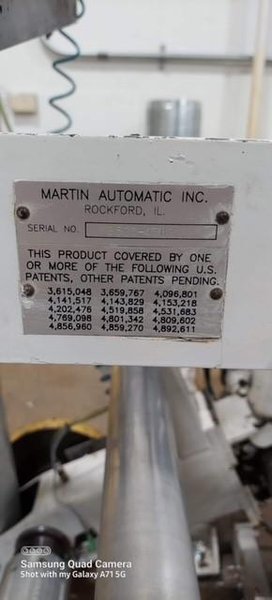 MARTIN AUTOMATIC INC.
ROCKFORD, IL.
SERIAL NO.
THIS PRODUCT COVERED BY ONE
OR MORE OF THE FOLLOWING U.S.
PATENTS, OTHER PATENTS PENDING.
3,615,048 3,659,767 4,096,801
4,141,517 4,143,829 4,153,218
4,202,476 4,519,858 4,531,683
4,769,098 4,801,342 4,809,602
4,856,960 4,859,270 4,892,611
Samsung Quad Camera
Shot with my Galaxy A71 5G